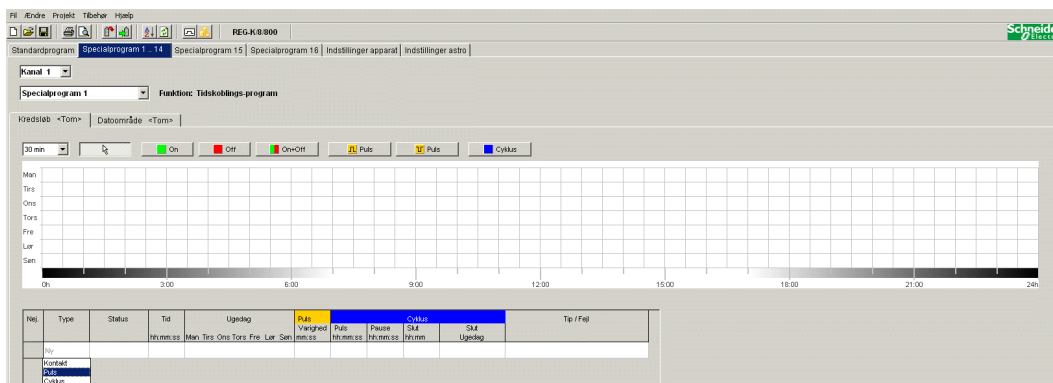 Fil Ændre Projekt Tilbehør Hjælp
REG-K/8/800
Schneide
Electr
Standardprogram Specialprogram 1 .. 14 Specialprogram 15 Specialprogram 16 Indstillinger apparat Indstillinger astro
Kanal 1
Specialprogram 1 Funktion: Tidskoblings-program
Kredsløb <Tom> Datoområde <Tom>
30 min On Off On+Off Puls Puls Cyklus
Man
Tirs
Ons
Tors
Fre
Lør
Søn
0h 3:00 6:00 9:00 12:00 15:00 18:00 21:00 24h
Nej. Type Status Tid Ugedag Puls Cyklus Tip / Fejl
Varighed Puls Pause Slut Slut
hh:mm:ss Man Tirs Ons Tors Fre Lør Søn mm:ss hh:mm:ss hh:mm:ss hh:mm Ugedag
Ny
Kontakt
Puls
Cyklus